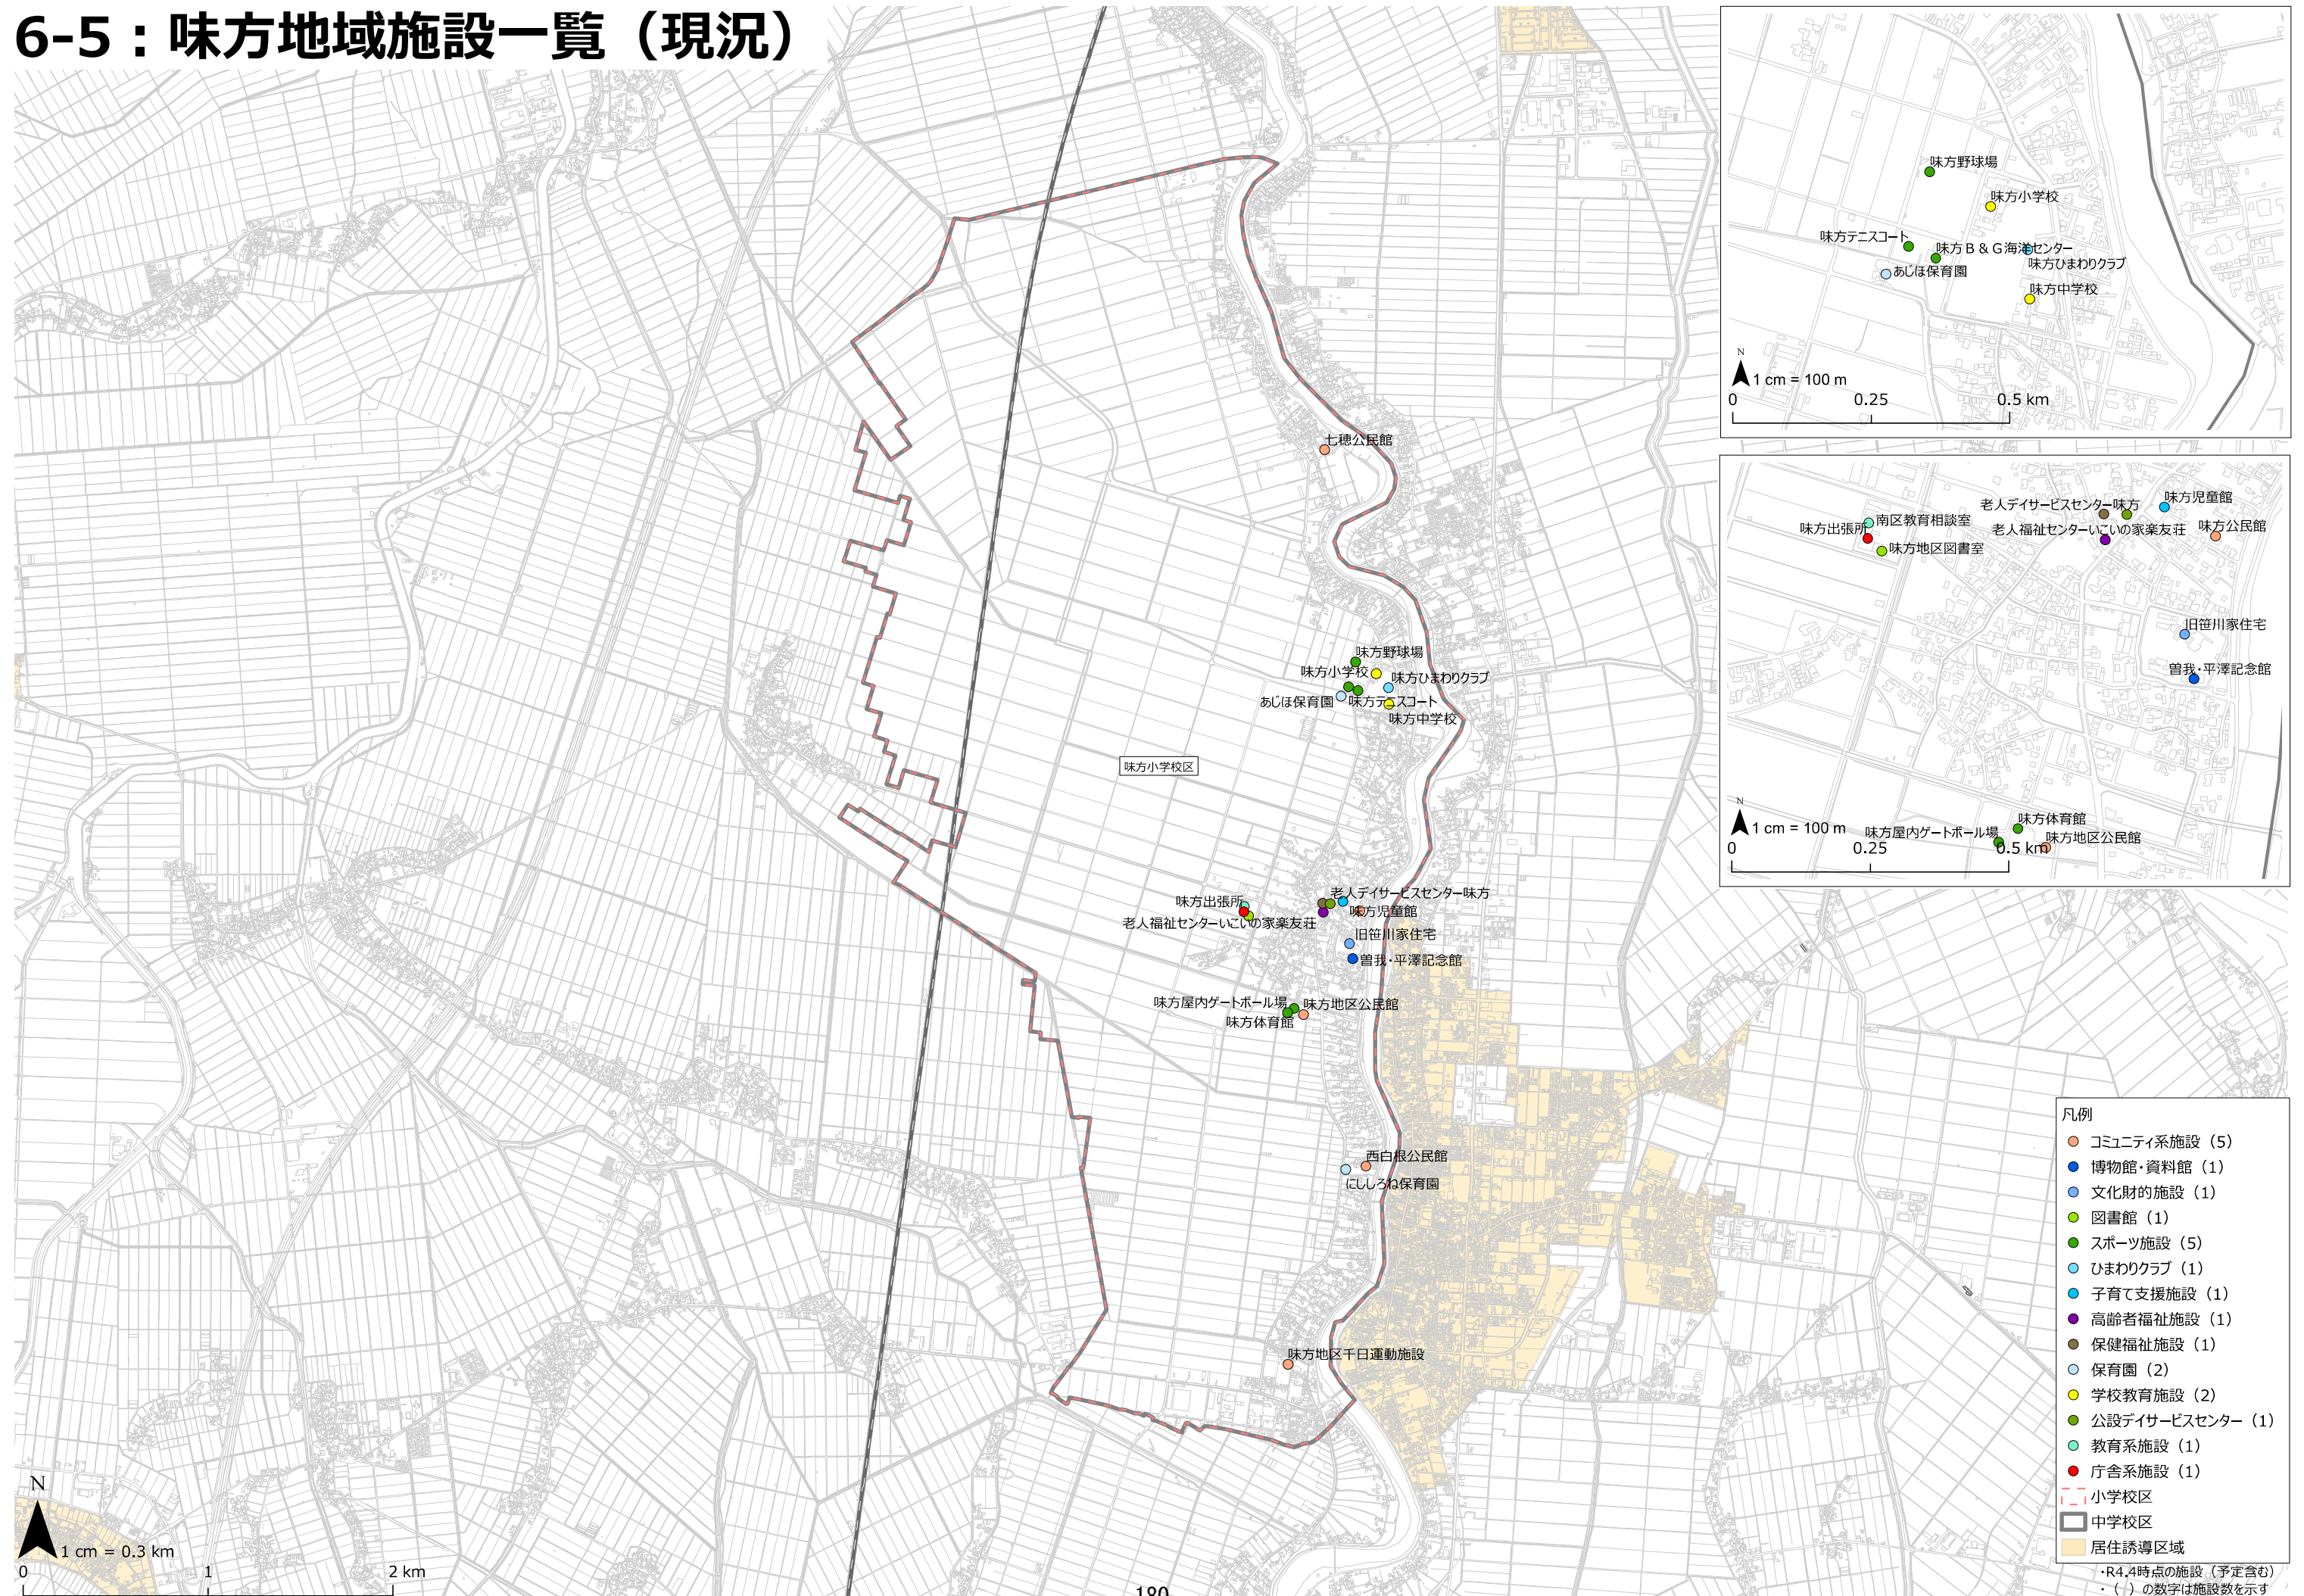 6-5：味方地域施設一覧（現況）
七穂公民館
味方野球場
味方小学校
味方ひまわりクラブ
あじほ保育園
味方テニスコート
味方中学校
味方小学校区
味方出張所
老人デイサービスセンター味方
味方児童館
老人福祉センターいこいの家楽友荘
旧笹川家住宅
曽我・平澤記念館
味方屋内ゲートボール場
味方地区公民館
味方体育館
西白根公民館
にししろね保育園
味方地区千日運動施設
N
1 cm = 0.3 km
0 1 2 km
180
味方野球場
味方小学校
味方テニスコート
味方Ｂ＆Ｇ海洋センター
味方ひまわりクラブ
あじほ保育園
味方中学校
N
1 cm = 100 m
0 0.25 0.5 km
老人デイサービスセンター味方
味方児童館
南区教育相談室
味方出張所
老人福祉センターいこいの家楽友荘
味方公民館
味方地区図書室
旧笹川家住宅
曽我・平澤記念館
味方体育館
味方屋内ゲートボール場
味方地区公民館
N
1 cm = 100 m
0 0.25 0.5 km
凡例
コミュニティ系施設（5）
博物館・資料館（1）
文化財的施設（1）
図書館（1）
スポーツ施設（5）
ひまわりクラブ（1）
子育て支援施設（1）
高齢者福祉施設（1）
保健福祉施設（1）
保育園（2）
学校教育施設（2）
公設デイサービスセンター（1）
教育系施設（1）
庁舎系施設（1）
小学校区
中学校区
居住誘導区域
・R4.4時点の施設（予定含む）
・（ ）の数字は施設数を示す